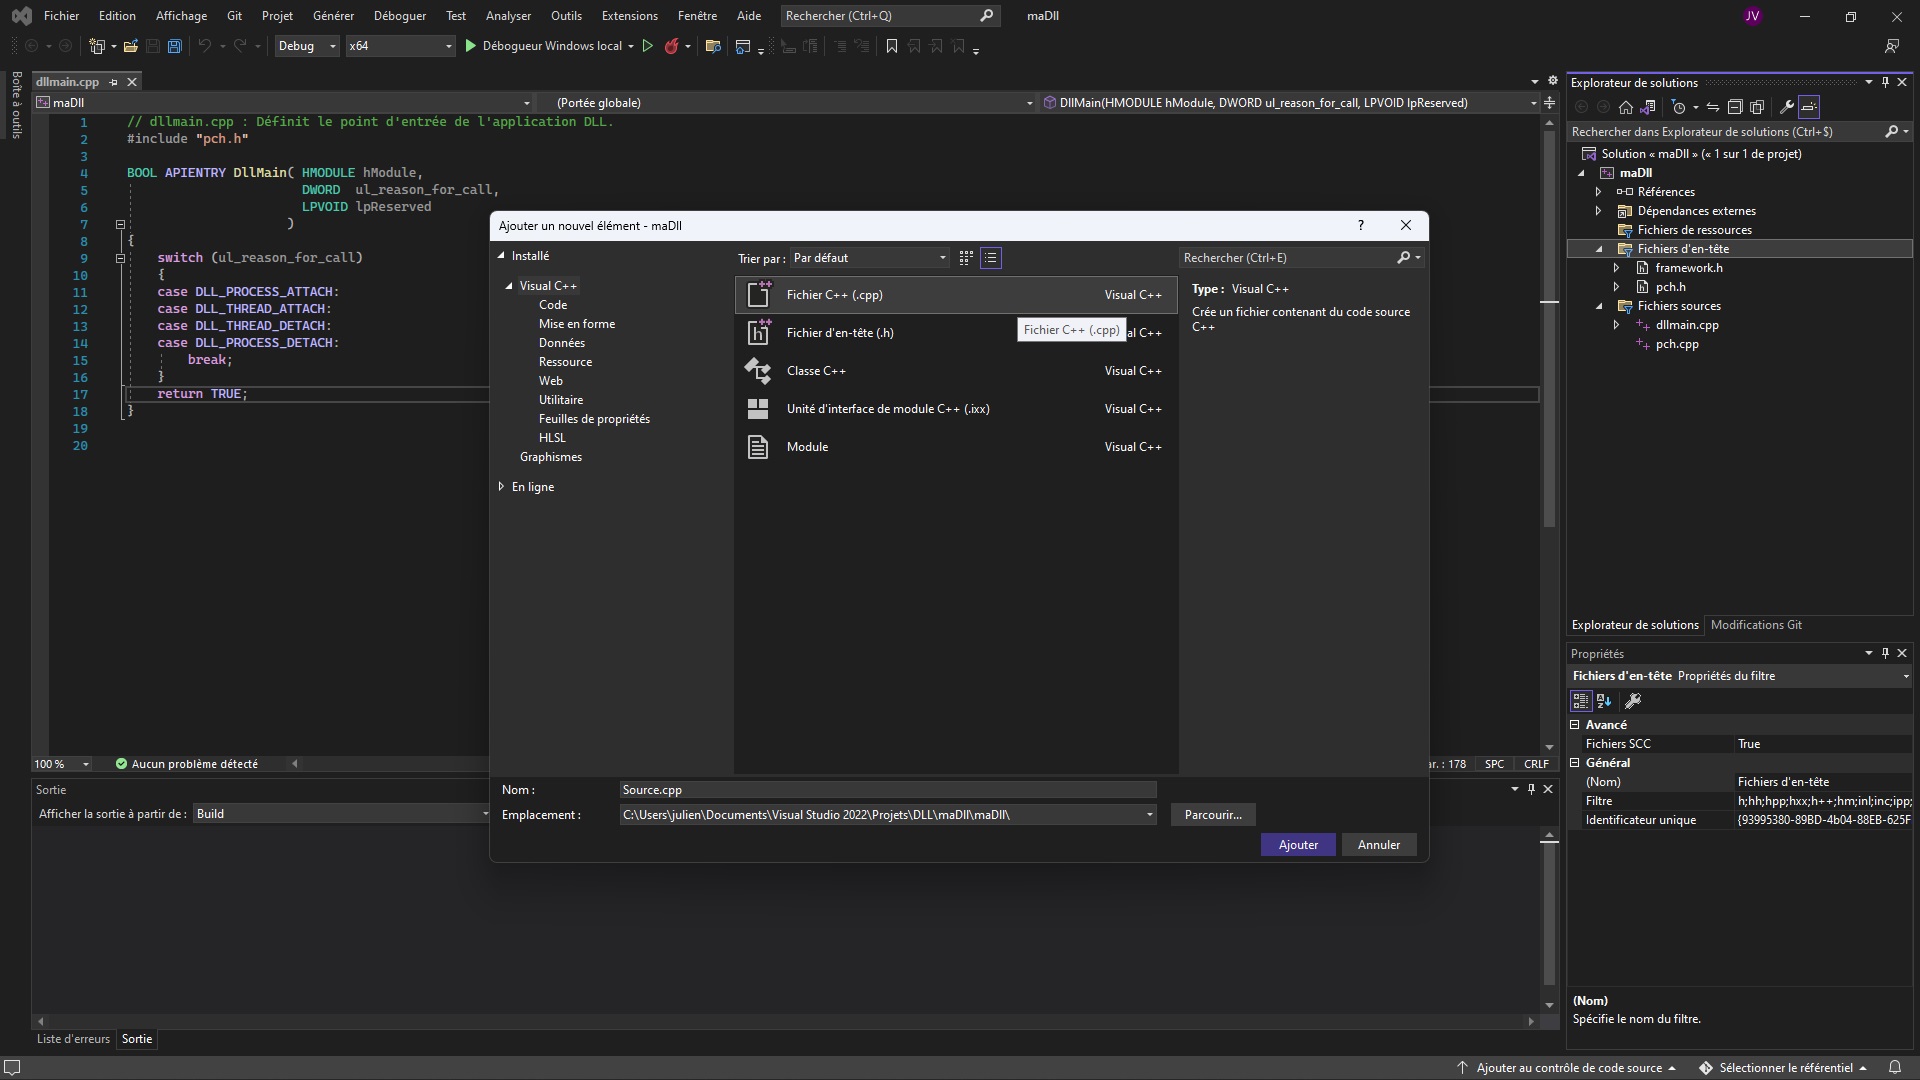 Fichier Edition Affichage Git Projet Générer Déboguer Test Analyser Outils Extensions Fenêtre Aide Rechercher (Ctrl+Q) maDll JV
Debug x64 Débogueur Windows local
Boîte à outils
dllmain.cpp
maDll (Portée globale) DllMain(HMODULE hModule, DWORD ul_reason_for_call, LPVOID lpReserved)
1 // dllmain.cpp : Définit le point d'entrée de l'application DLL.
2 #include "pch.h"
3
4 BOOL APIENTRY DllMain( HMODULE hModule,
5 DWORD ul_reason_for_call,
6 LPVOID lpReserved
7 )
8 {
9 switch (ul_reason_for_call)
10 {
11 case DLL_PROCESS_ATTACH:
12 case DLL_THREAD_ATTACH:
13 case DLL_THREAD_DETACH:
14 case DLL_PROCESS_DETACH:
15 break;
16 }
17 return TRUE;
18 }
19
20
100 % Aucun problème détecté
ar. : 178 SPC CRLF
Ajouter un nouvel élément - maDll ?
Installé
Visual C++
Code
Mise en forme
Données
Ressource
Web
Utilitaire
Feuilles de propriétés
HLSL
Graphismes
En ligne
Trier par : Par défaut
Fichier C++ (.cpp) Visual C++
Fichier C++ (.cpp)
Fichier d'en-tête (.h) al C++
Classe C++ Visual C++
Unité d'interface de module C++ (.ixx) Visual C++
Module Visual C++
Rechercher (Ctrl+E)
Type : Visual C++
Crée un fichier contenant du code source
C++
Nom : Source.cpp
Emplacement : C:\Users\julien\Documents\Visual Studio 2022\Projets\DLL\maDll\maDll\ Parcourir...
Ajouter Annuler
Sortie
Afficher la sortie à partir de : Build
Liste d'erreurs Sortie
Explorateur de solutions
Rechercher dans Explorateur de solutions (Ctrl+$)
Solution « maDll » (« 1 sur 1 de projet)
maDll
Références
Dépendances externes
Fichiers de ressources
Fichiers d'en-tête
framework.h
pch.h
Fichiers sources
dllmain.cpp
pch.cpp
Explorateur de solutions Modifications Git
Propriétés
Fichiers d'en-tête Propriétés du filtre
Avancé
Fichiers SCC True
Général
(Nom) Fichiers d'en-tête
Filtre h;hh;hpp;hxx;h++;hm;inl;inc;ipp;
Identificateur unique {93995380-89BD-4b04-88EB-625F
(Nom)
Spécifie le nom du filtre.
Ajouter au contrôle de code source Sélectionner le référentiel